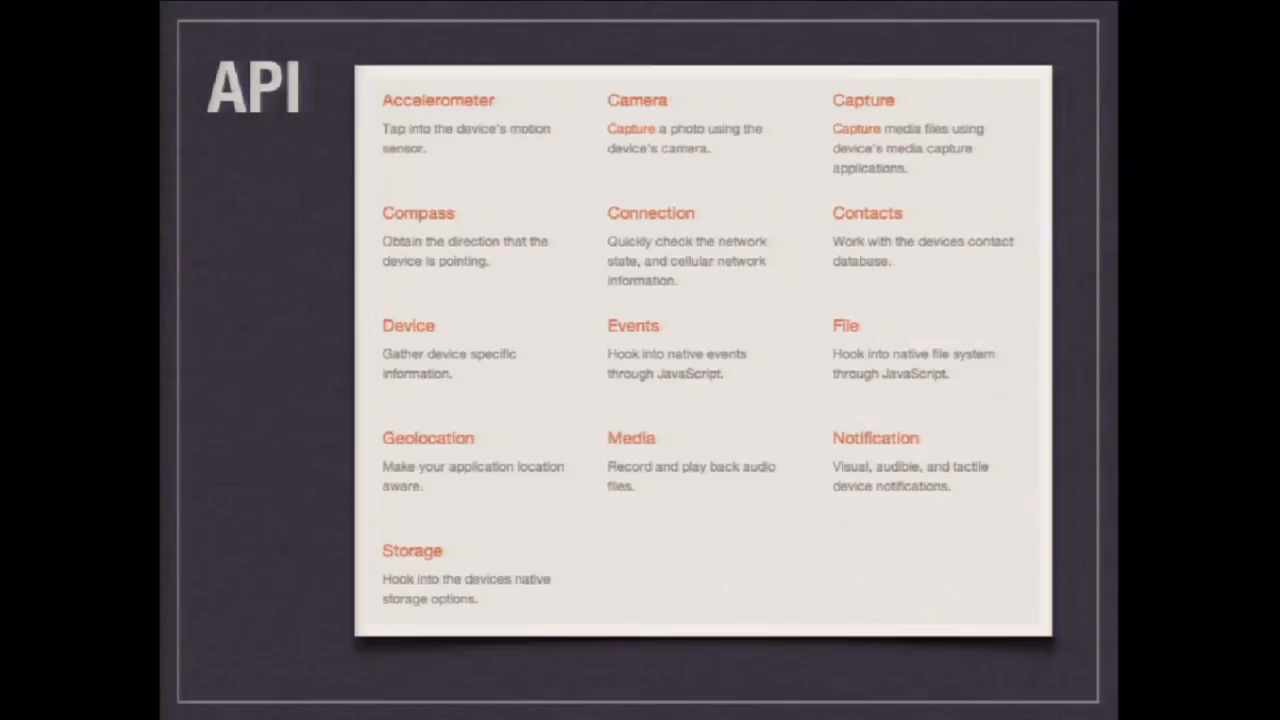 API
Accelerometer
Tap into the device's motion
sensor.
Camera
Capture a photo using the
device's camera.
Capture
Capture media files using
device's media capture
applications.
Compass
Obtain the direction that the
device is pointing.
Connection
Quickly check the network
state, and cellular network
information.
Contacts
Work with the devices contact
database.
Device
Gather device specific
information.
Events
Hook into native events
through JavaScript.
File
Hook into native file system
through JavaScript.
Geolocation
Make your application location
aware.
Media
Record and play back audio
files.
Notification
Visual, audible, and tactile
device notifications.
Storage
Hook into the devices native
storage options.